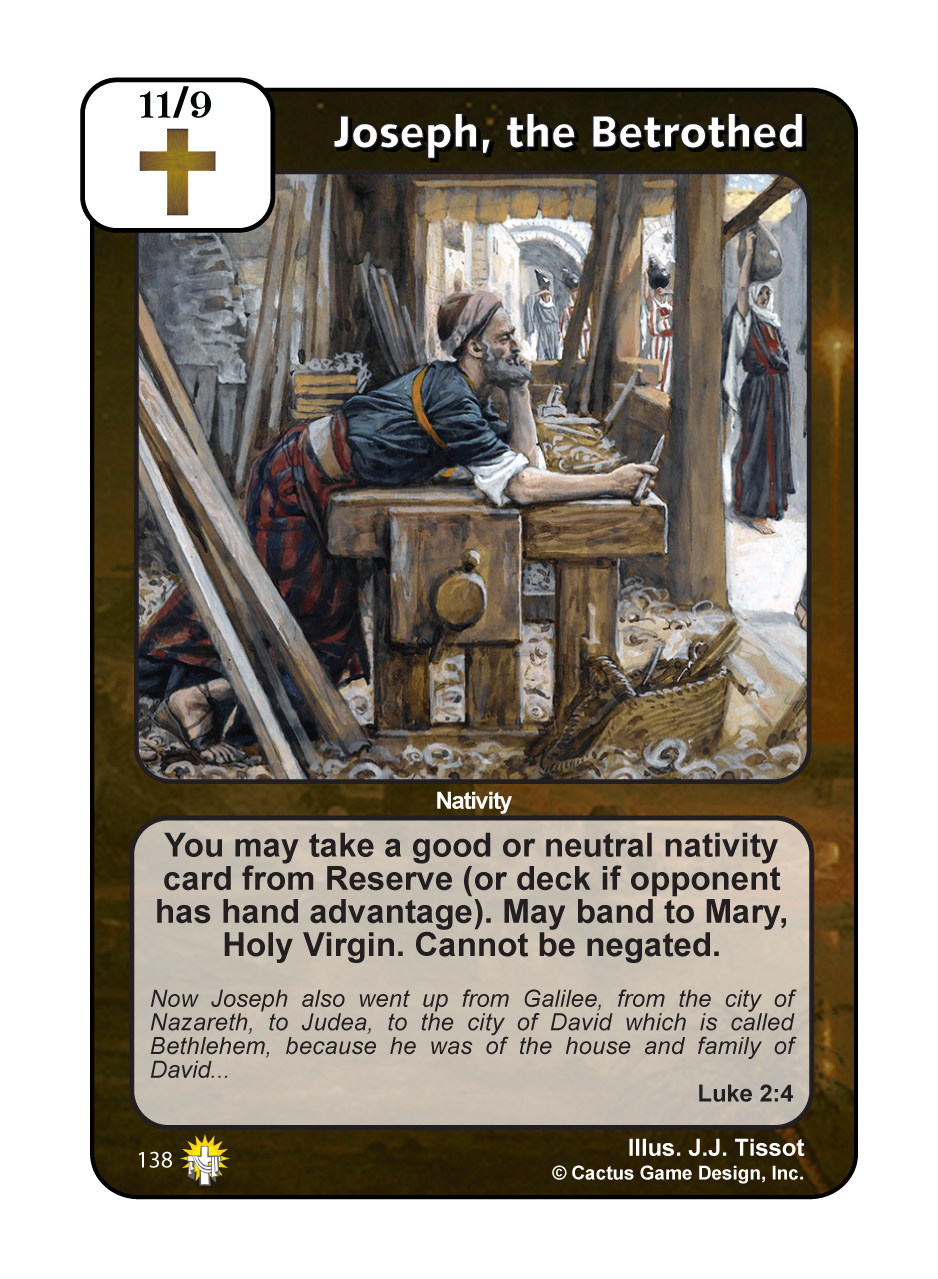 11/9
Joseph, the Betrothed
Nativity
You may take a good or neutral nativity
card from Reserve (or deck if opponent
has hand advantage). May band to Mary,
Holy Virgin. Cannot be negated.
Now Joseph also went up from Galilee, from the city of
Nazareth, to Judea, to the city of David which is called
Bethlehem, because he was of the house and family of
David...
Luke 2:4
138
Illus. J.J. Tissot
© Cactus Game Design, Inc.